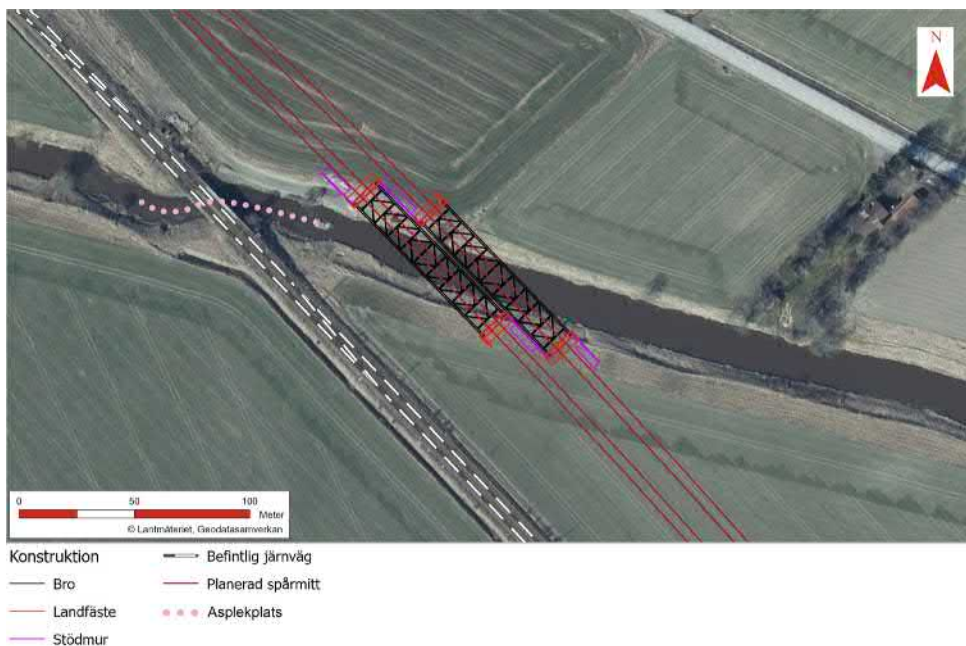 N
0 50 100
Meter
© Lantmäteriet, Geodatasamverkan
Konstruktion
Bro
Landfäste
Stödmur
Befintlig järnväg
Planerad spårmitt
Asplekplats